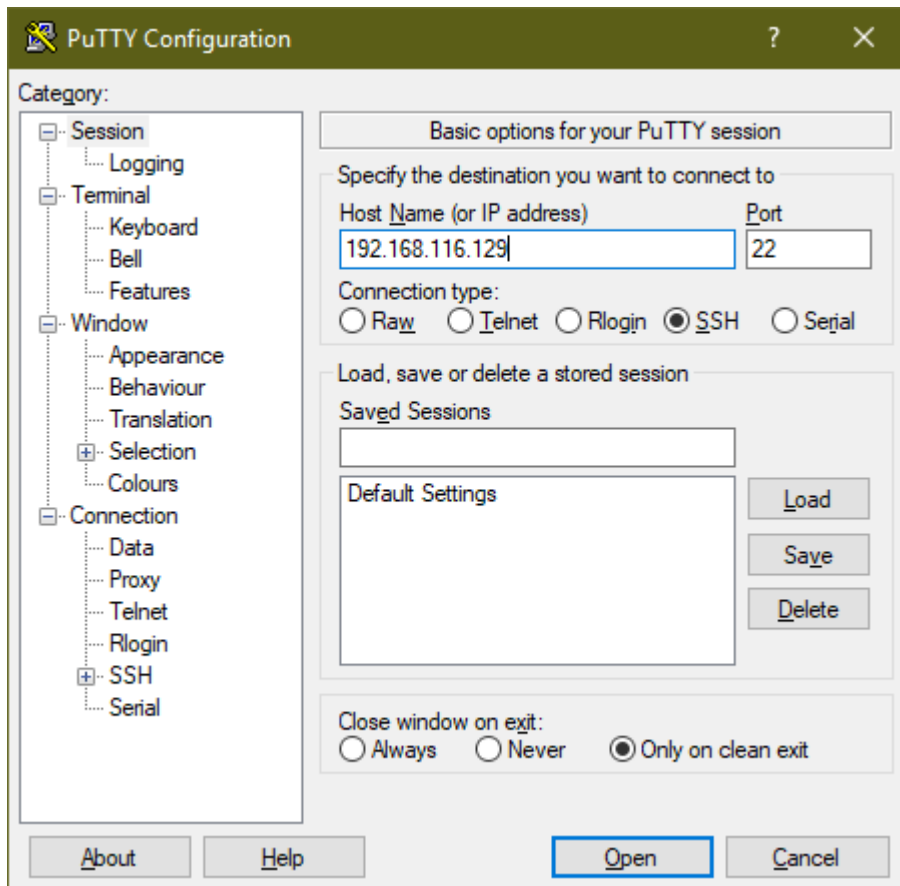 PuTTY Configuration
?
Category:
Session
Logging
Terminal
Keyboard
Bell
Features
Window
Appearance
Behaviour
Translation
Selection
Colours
Connection
Data
Proxy
Telnet
Rlogin
SSH
Serial
Basic options for your PuTTY session
Specify the destination you want to connect to
Host Name (or IP address) Port
192.168.116.129 22
Connection type:
Raw Telnet Rlogin SSH Serial
Load, save or delete a stored session
Saved Sessions
Default Settings
Load
Save
Delete
Close window on exit:
Always Never Only on clean exit
About Help Open Cancel